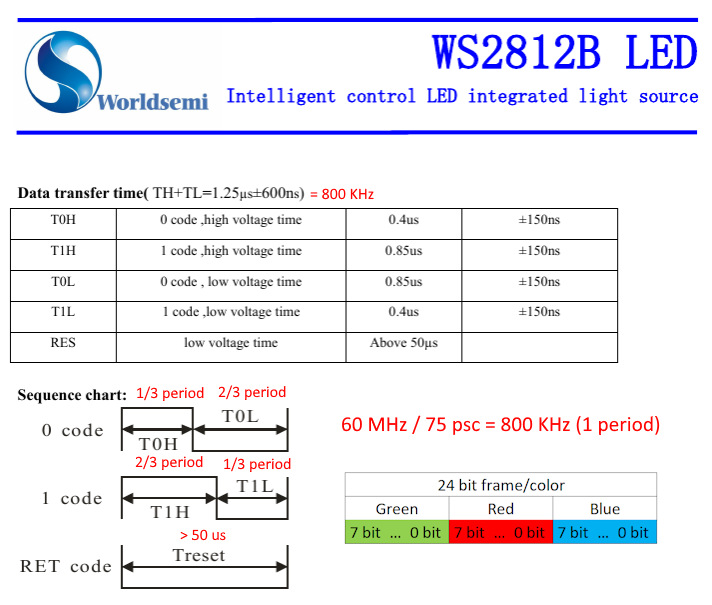 WS2812B LED
Worldsemi
Intelligent control LED integrated light source
Data transfer time( TH+TL=1.25μs±600ns) = 800 KHz
T0H 0 code ,high voltage time 0.4us ±150ns
T1H 1 code ,high voltage time 0.85us ±150ns
T0L 0 code , low voltage time 0.85us ±150ns
T1L 1 code ,low voltage time 0.4us ±150ns
RES low voltage time Above 50μs
Sequence chart: 1/3 period 2/3 period
0 code T0H T0L
60 MHz / 75 psc = 800 KHz (1 period)
2/3 period 1/3 period
1 code T1H T1L
24 bit frame/color
Green Red Blue
7 bit ... 0 bit 7 bit ... 0 bit 7 bit ... 0 bit
> 50 us
RET code Treset